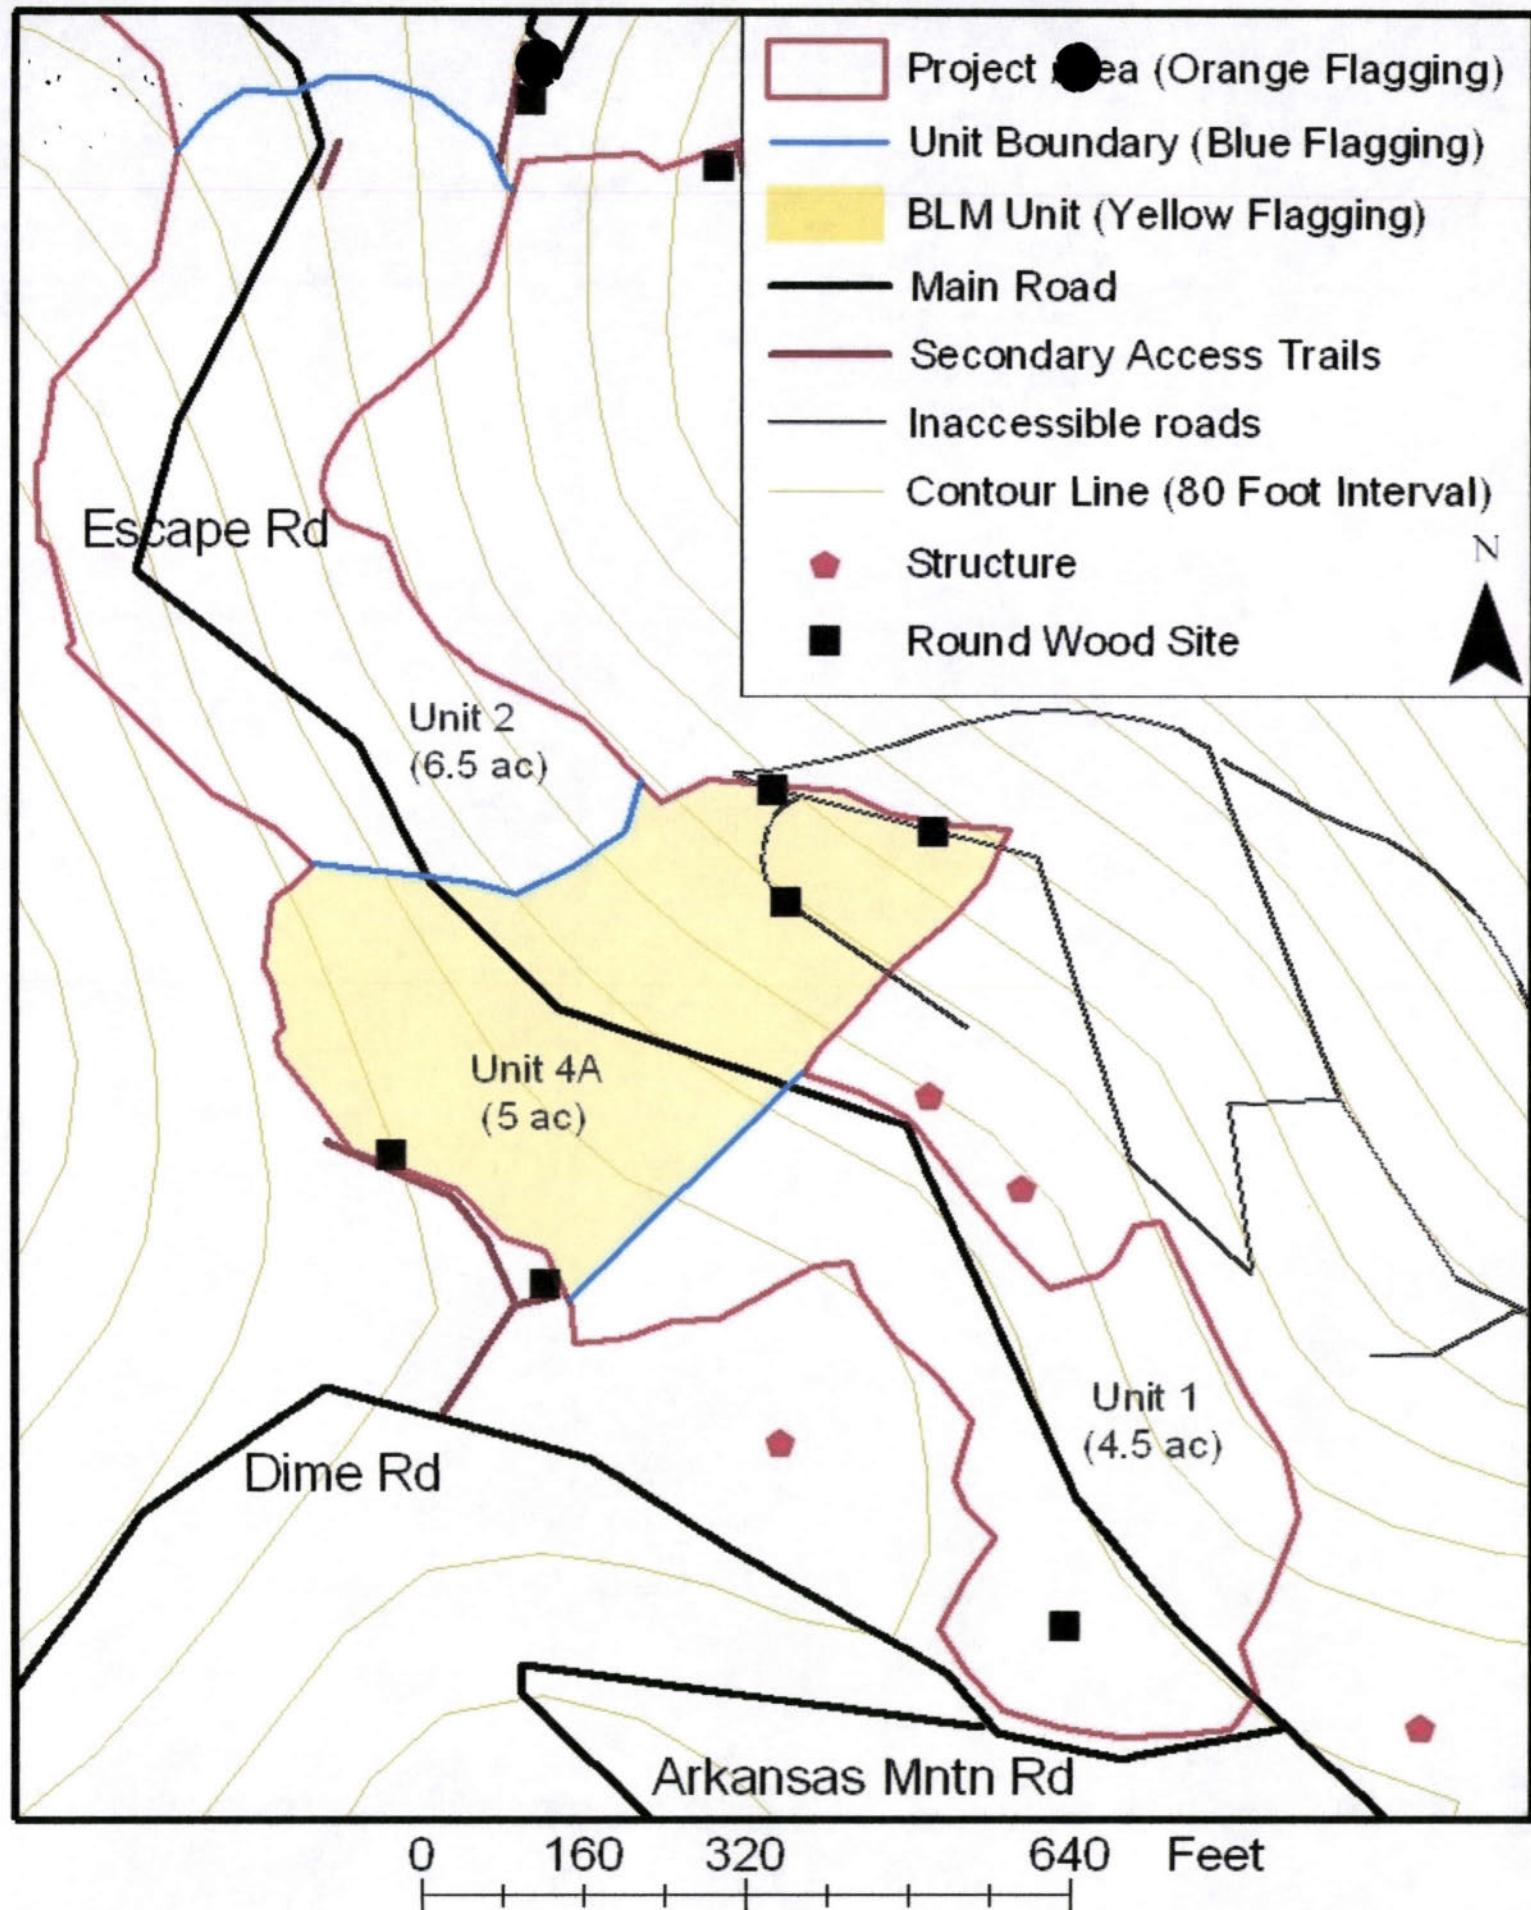 Project ea (Orange Flagging)
Unit Boundary (Blue Flagging)
BLM Unit (Yellow Flagging)
Main Road
Secondary Access Trails
Inaccessible roads
Contour Line (80 Foot Interval)
Structure
Round Wood Site
N
Escape Rd
Unit 2
(6.5 ac)
Unit 4A
(5 ac)
Unit 1
(4.5 ac)
Dime Rd
Arkansas Mntn Rd
0 160 320 640 Feet